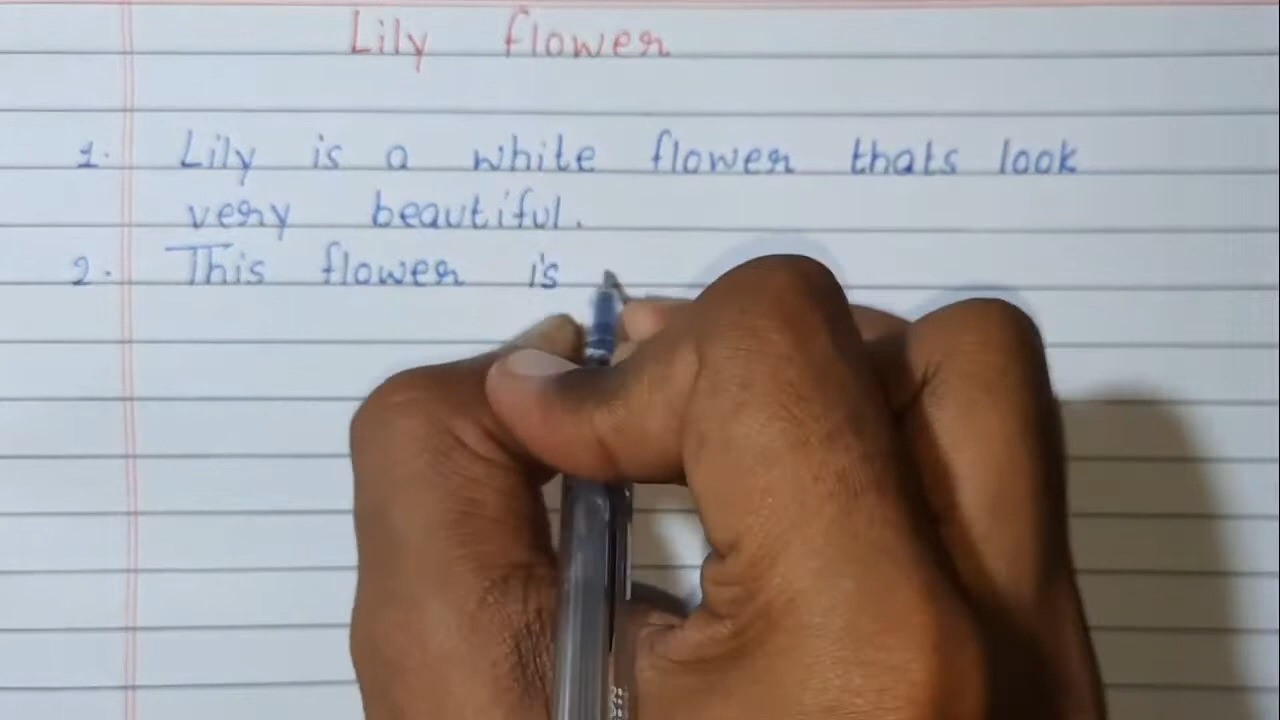 Lily flower
1. Lily is a white flower thats look
very beautiful.
2. This flower is